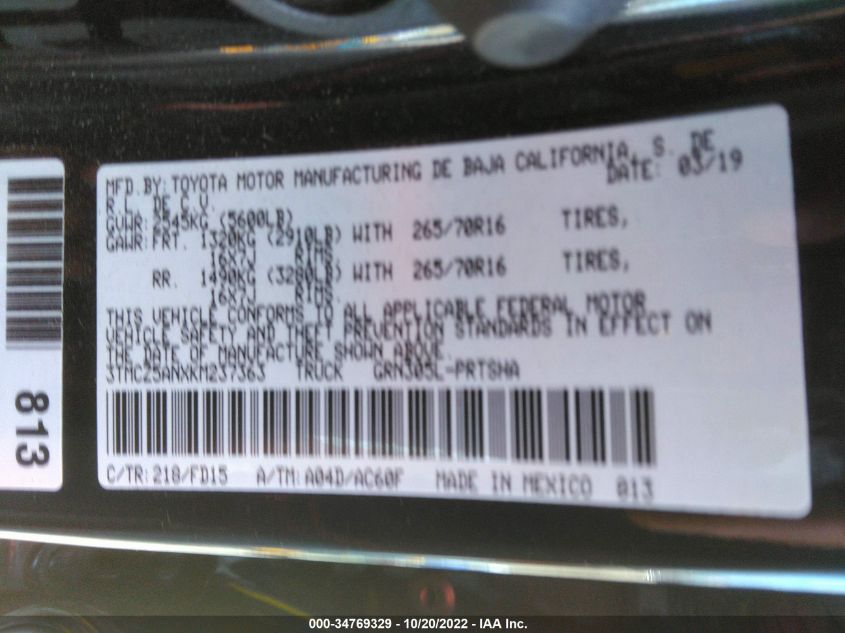 MFD. BY: TOYOTA MOTOR MANUFACTURING DE BAJA CALIFORNIA, S. DE
R.L. DE C.V. DATE: 03/19
GVWR: 2545KG (5600LB)
GAWR: FRT. 1320KG (2910LB) WITH 265/70R16 TIRES,
16X7J RIMS
RR. 1490KG (3280LB) WITH 265/70R16 TIRES,
16X7J RIMS
THIS VEHICLE CONFORMS TO ALL APPLICABLE FEDERAL MOTOR
VEHICLE SAFETY AND THEFT PREVENTION STANDARDS IN EFFECT ON
THE DATE OF MANUFACTURE SHOWN ABOVE.
3TMCZ5ANXKM237363 TRUCK GRN305L-PRTSHA
C/TR: 218/FD15 A/TM: A04D/AC60F MADE IN MEXICO 813
813
000-34769329 - 10/20/2022 - IAA Inc.